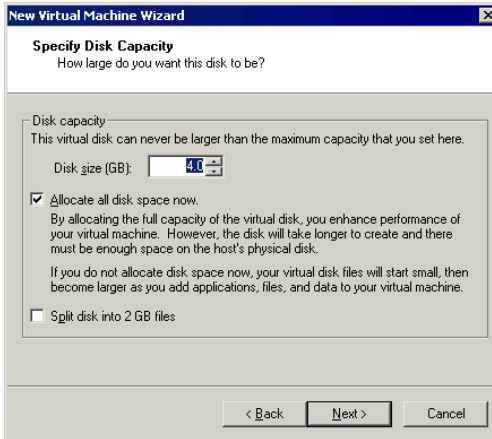 New Virtual Machine Wizard
Specify Disk Capacity
How large do you want this disk to be?
Disk capacity
This virtual disk can never be larger than the maximum capacity that you set here.
Disk size (GB): 4.0
Allocate all disk space now.
By allocating the full capacity of the virtual disk, you enhance performance of
your virtual machine. However, the disk will take longer to create and there
must be enough space on the host's physical disk.
If you do not allocate disk space now, your virtual disk files will start small, then
become larger as you add applications, files, and data to your virtual machine.
Split disk into 2 GB files
< Back Next > Cancel